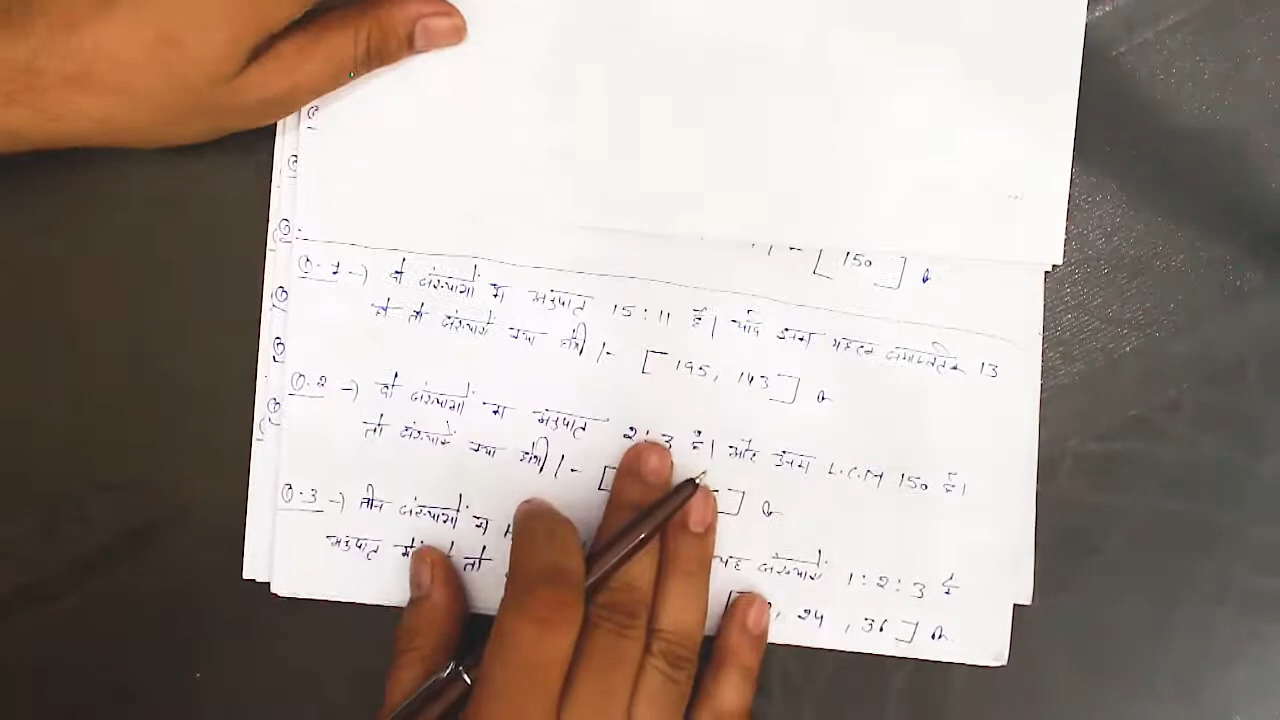 [150]
Q.1 → दो संख्याओं का अनुपात 15:11 है। यदि उनका महत्तम समापवर्तक 13
हो तो संख्याएँ क्या होंगी।- [195, 143]
Q.2 → दो संख्याओं का अनुपात 2:3 है। और उनका L.C.M 150 है।
तो संख्याएँ क्या होंगी।- [ ]
Q.3 → तीन संख्याओं का संख्याएं 1:2:3 के
अनुपात में तो , 24, 36]